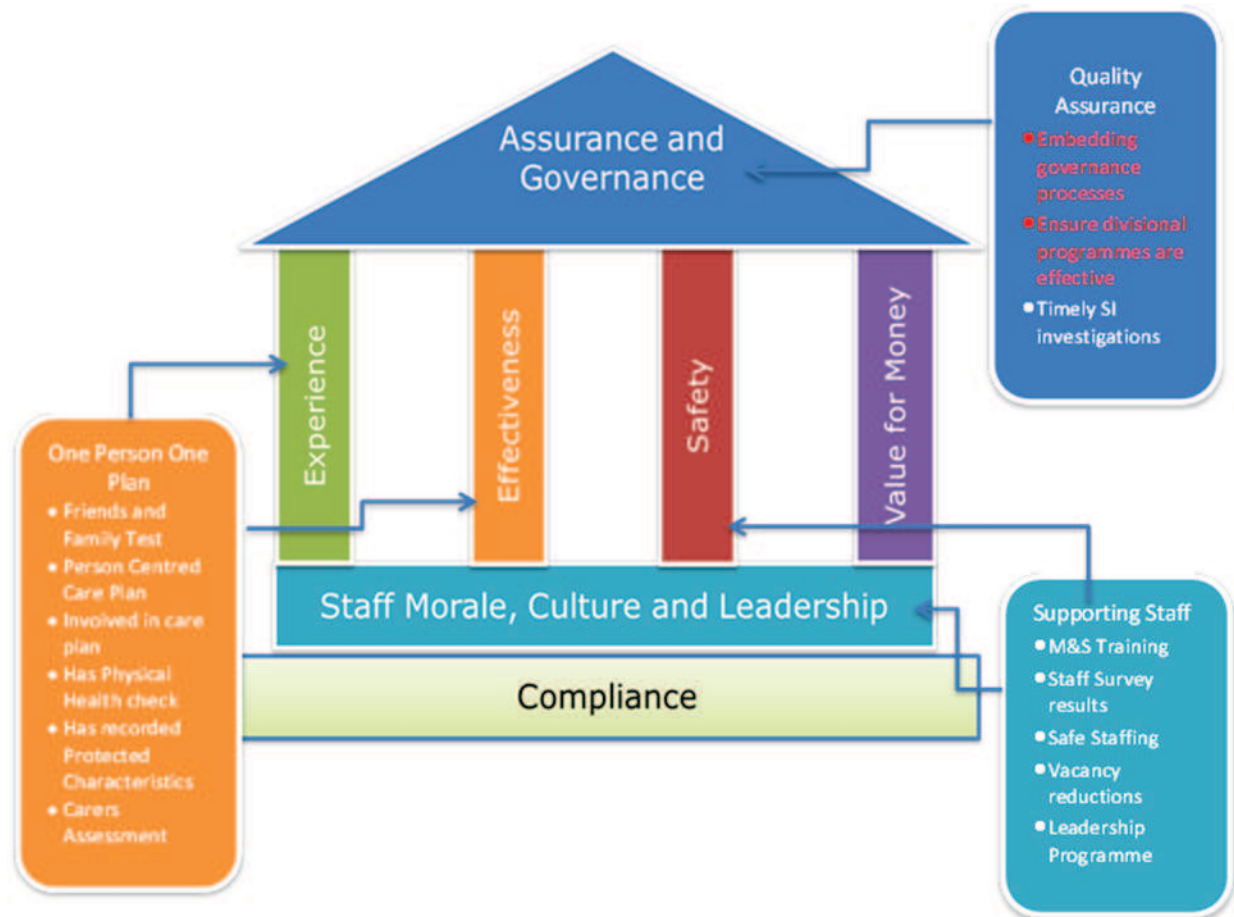 Quality
Assurance
• Embedding
governance
processes
• Ensure divisional
programmes are
effective
• Timely SI
investigations
Assurance and
Governance
Experience
Effectiveness
Safety
Value for Money
One Person One
Plan
• Friends and
Family Test
• Person Centred
Care Plan
• Involved in care
plan
• Has Physical
Health check
• Has recorded
Protected
Characteristics
• Carers
Assessment
Staff Morale, Culture and Leadership
Compliance
Supporting Staff
• M&S Training
• Staff Survey
results
• Safe Staffing
• Vacancy
reductions
• Leadership
Programme